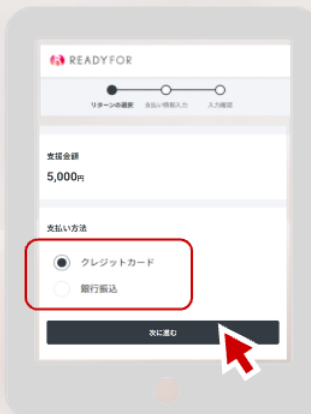 READYFOR
リターンの選択 支払い情報入力 入力確認
支援金額
5,000円
支払い方法
クレジットカード
銀行振込
次に進む